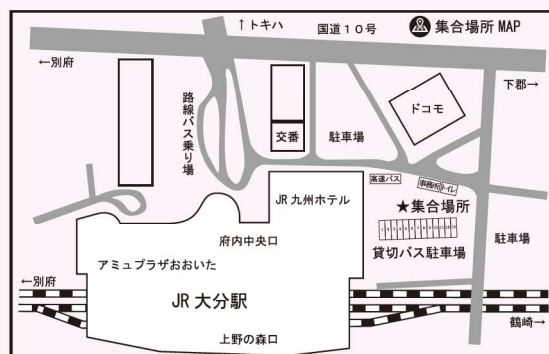 ↑トキハ
国道10号
集合場所 MAP
←別府
下郡→
路線バス乗り場
交番
駐車場
ドコモ
高速バス
事務所
トイレ
JR 九州ホテル
★集合場所
府内中央口
貸切バス駐車場
駐車場
アミュプラザおおいた
←別府
JR 大分駅
鶴崎→
上野の森口